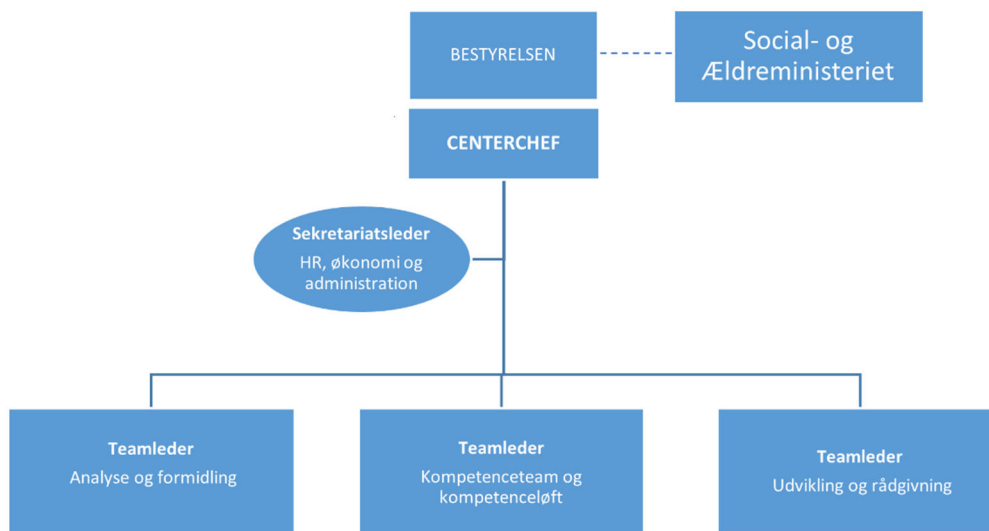 BESTYRELSEN
Social- og
Ældreministeriet
CENTERCHEF
Sekretariatsleder
HR, økonomi og
administration
Teamleder
Analyse og formidling
Teamleder
Kompetenceteam og
kompetenceløft
Teamleder
Udvikling og rådgivning